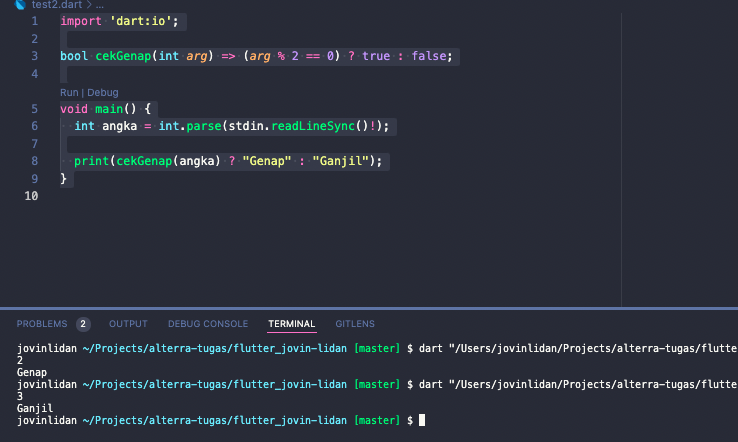 test2.dart > ...
1 import 'dart:io';
2
3 bool cekGenap(int arg) => (arg % 2 == 0) ? true : false;
4
Run | Debug
5 void main() {
6   int angka = int.parse(stdin.readLineSync()!);
7
8   print(cekGenap(angka) ? "Genap" : "Ganjil");
9 }
10
PROBLEMS 2 OUTPUT DEBUG CONSOLE TERMINAL GITLENS
jovinlidan ~/Projects/alterra-tugas/flutter_jovin-lidan [master] $ dart "/Users/jovinlidan/Projects/alterra-tugas/flutte
2
Genap
jovinlidan ~/Projects/alterra-tugas/flutter_jovin-lidan [master] $ dart "/Users/jovinlidan/Projects/alterra-tugas/flutte
3
Ganjil
jovinlidan ~/Projects/alterra-tugas/flutter_jovin-lidan [master] $